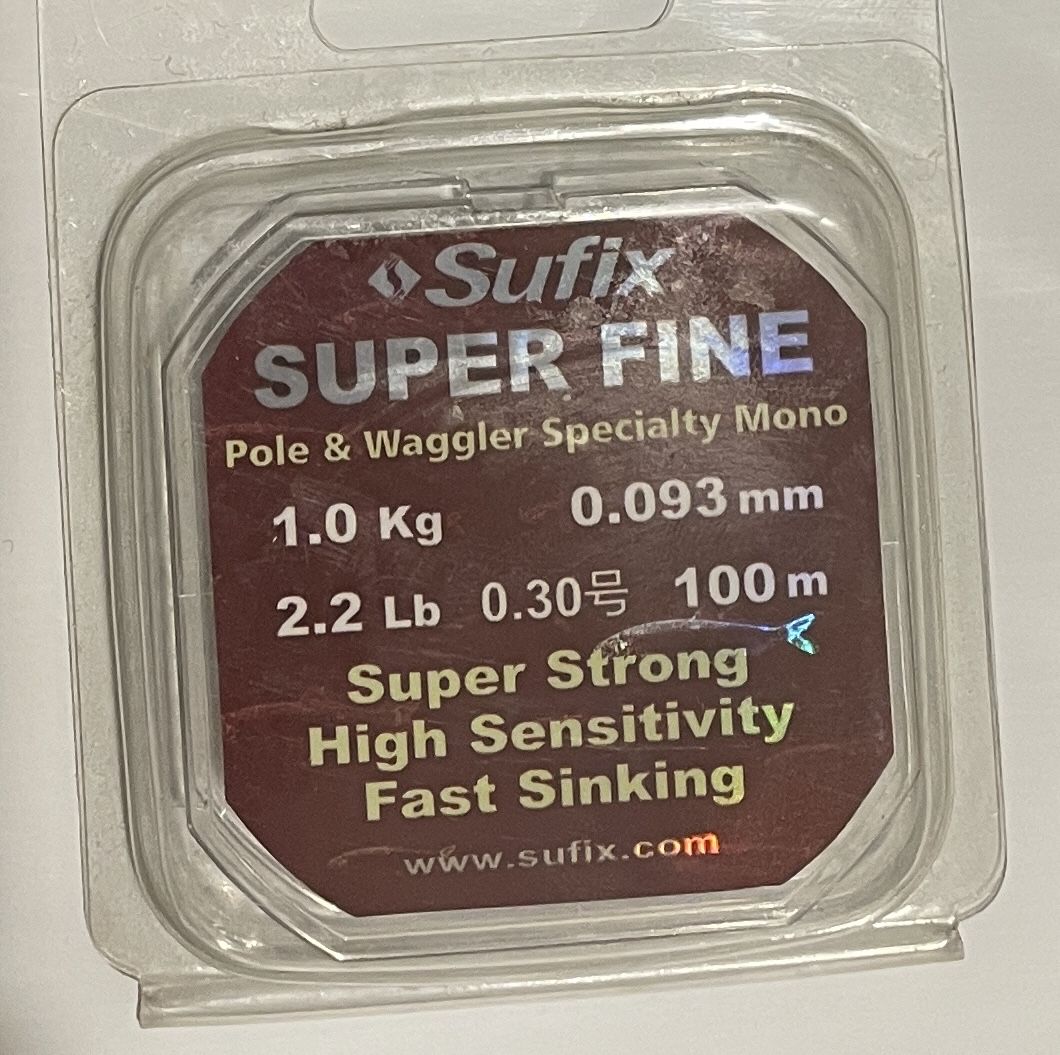 Sufix
SUPER FINE
Pole & Waggler Specialty Mono
1.0 Kg 0.093 mm
2.2 Lb 0.30号 100 m
Super Strong
High Sensitivity
Fast Sinking
www.sufix.com